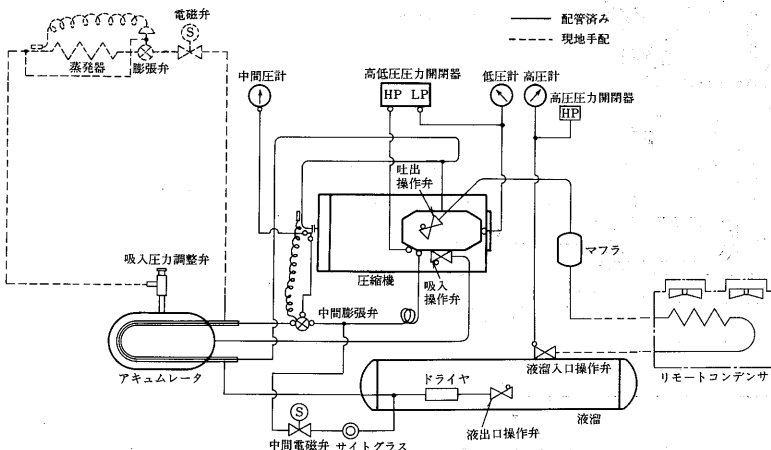 電磁弁
S
蒸発器
膨張弁
配管済み
現地手配
中間圧計
高低圧圧力開閉器
HP LP
低圧計
高圧計
高圧圧力開閉器
HP
吐出
操作弁
マフラ
圧縮機
吸入
操作弁
吸入圧力調整弁
中間膨張弁
アキュムレータ
液溜入口操作弁
リモートコンデンサ
ドライヤ
液出口操作弁
液溜
S
中間電磁弁
サイトグラス